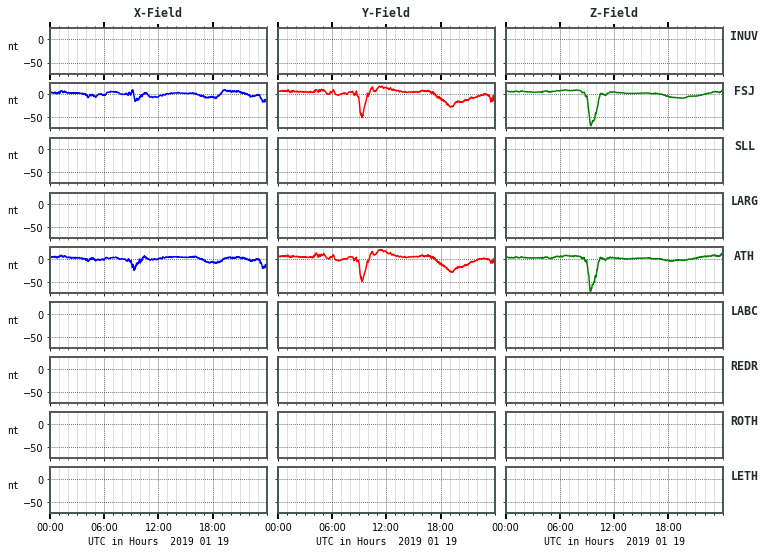 X-Field Y-Field Z-Field
INUV
0
nt
−50
FSJ
0
nt
−50
SLL
0
nt
−50
LARG
0
nt
−50
ATH
0
nt
−50
LABC
0
nt
−50
REDR
0
nt
−50
ROTH
0
nt
−50
LETH
0
nt
−50
00:00 06:00 12:00 18:00 00:00 06:00 12:00 18:00 00:00 06:00 12:00 18:00
UTC in Hours 2019 01 19 UTC in Hours 2019 01 19 UTC in Hours 2019 01 19